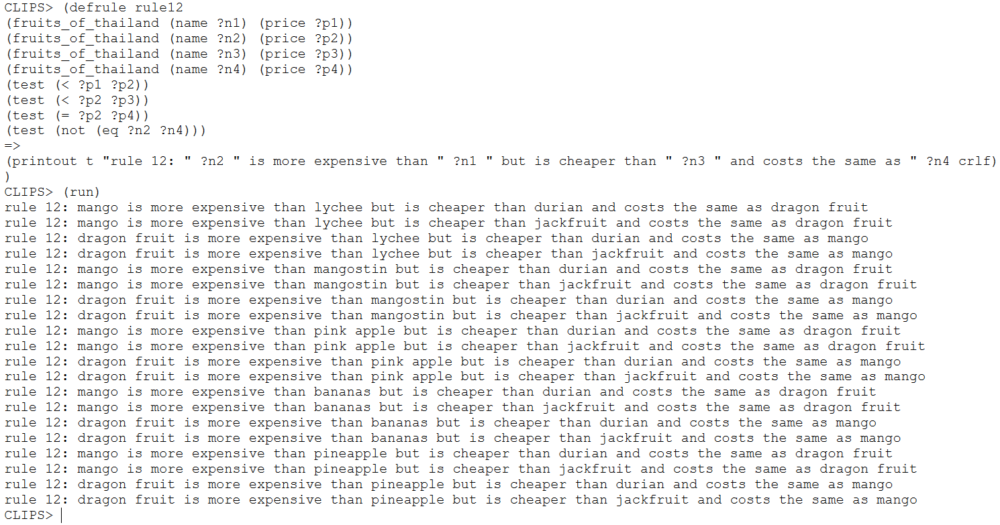 CLIPS> (defrule rule12
(fruits_of_thailand (name ?n1) (price ?p1))
(fruits_of_thailand (name ?n2) (price ?p2))
(fruits_of_thailand (name ?n3) (price ?p3))
(fruits_of_thailand (name ?n4) (price ?p4))
(test (< ?p1 ?p2))
(test (< ?p2 ?p3))
(test (= ?p2 ?p4))
(test (not (eq ?n2 ?n4)))
=>
(printout t "rule 12: " ?n2 " is more expensive than " ?n1 " but is cheaper than " ?n3 " and costs the same as " ?n4 crlf)
)
CLIPS> (run)
rule 12: mango is more expensive than lychee but is cheaper than durian and costs the same as dragon fruit
rule 12: mango is more expensive than lychee but is cheaper than jackfruit and costs the same as dragon fruit
rule 12: dragon fruit is more expensive than lychee but is cheaper than durian and costs the same as mango
rule 12: dragon fruit is more expensive than lychee but is cheaper than jackfruit and costs the same as mango
rule 12: mango is more expensive than mangostin but is cheaper than durian and costs the same as dragon fruit
rule 12: mango is more expensive than mangostin but is cheaper than jackfruit and costs the same as dragon fruit
rule 12: dragon fruit is more expensive than mangostin but is cheaper than durian and costs the same as mango
rule 12: dragon fruit is more expensive than mangostin but is cheaper than jackfruit and costs the same as mango
rule 12: mango is more expensive than pink apple but is cheaper than durian and costs the same as dragon fruit
rule 12: mango is more expensive than pink apple but is cheaper than jackfruit and costs the same as dragon fruit
rule 12: dragon fruit is more expensive than pink apple but is cheaper than durian and costs the same as mango
rule 12: dragon fruit is more expensive than pink apple but is cheaper than jackfruit and costs the same as mango
rule 12: mango is more expensive than bananas but is cheaper than durian and costs the same as dragon fruit
rule 12: mango is more expensive than bananas but is cheaper than jackfruit and costs the same as dragon fruit
rule 12: dragon fruit is more expensive than bananas but is cheaper than durian and costs the same as mango
rule 12: dragon fruit is more expensive than bananas but is cheaper than jackfruit and costs the same as mango
rule 12: mango is more expensive than pineapple but is cheaper than durian and costs the same as dragon fruit
rule 12: mango is more expensive than pineapple but is cheaper than jackfruit and costs the same as dragon fruit
rule 12: dragon fruit is more expensive than pineapple but is cheaper than durian and costs the same as mango
rule 12: dragon fruit is more expensive than pineapple but is cheaper than jackfruit and costs the same as mango
CLIPS>